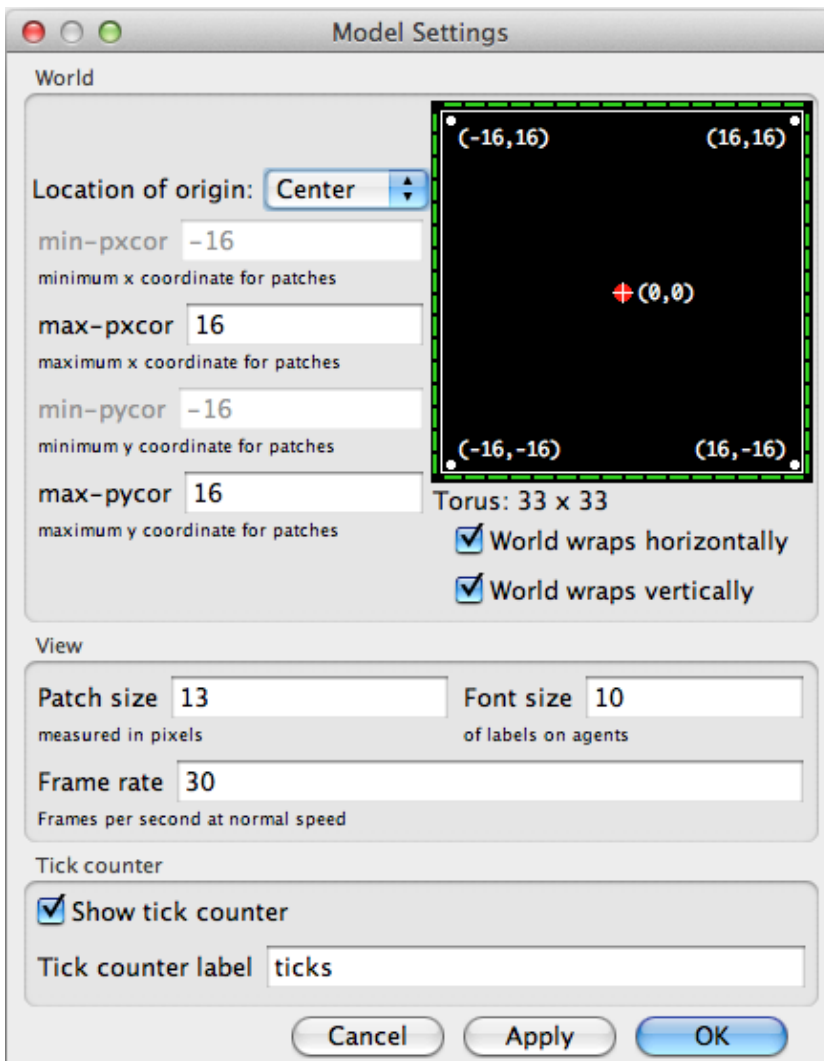 Model Settings
World
(-16,16) (16,16)
Location of origin: Center
min-pxcor -16
minimum x coordinate for patches
(0,0)
max-pxcor 16
maximum x coordinate for patches
min-pycor -16
minimum y coordinate for patches
(-16,-16) (16,-16)
max-pycor 16
maximum y coordinate for patches
Torus: 33 x 33
World wraps horizontally
World wraps vertically
View
Patch size 13 Font size 10
measured in pixels of labels on agents
Frame rate 30
Frames per second at normal speed
Tick counter
Show tick counter
Tick counter label ticks
Cancel Apply OK